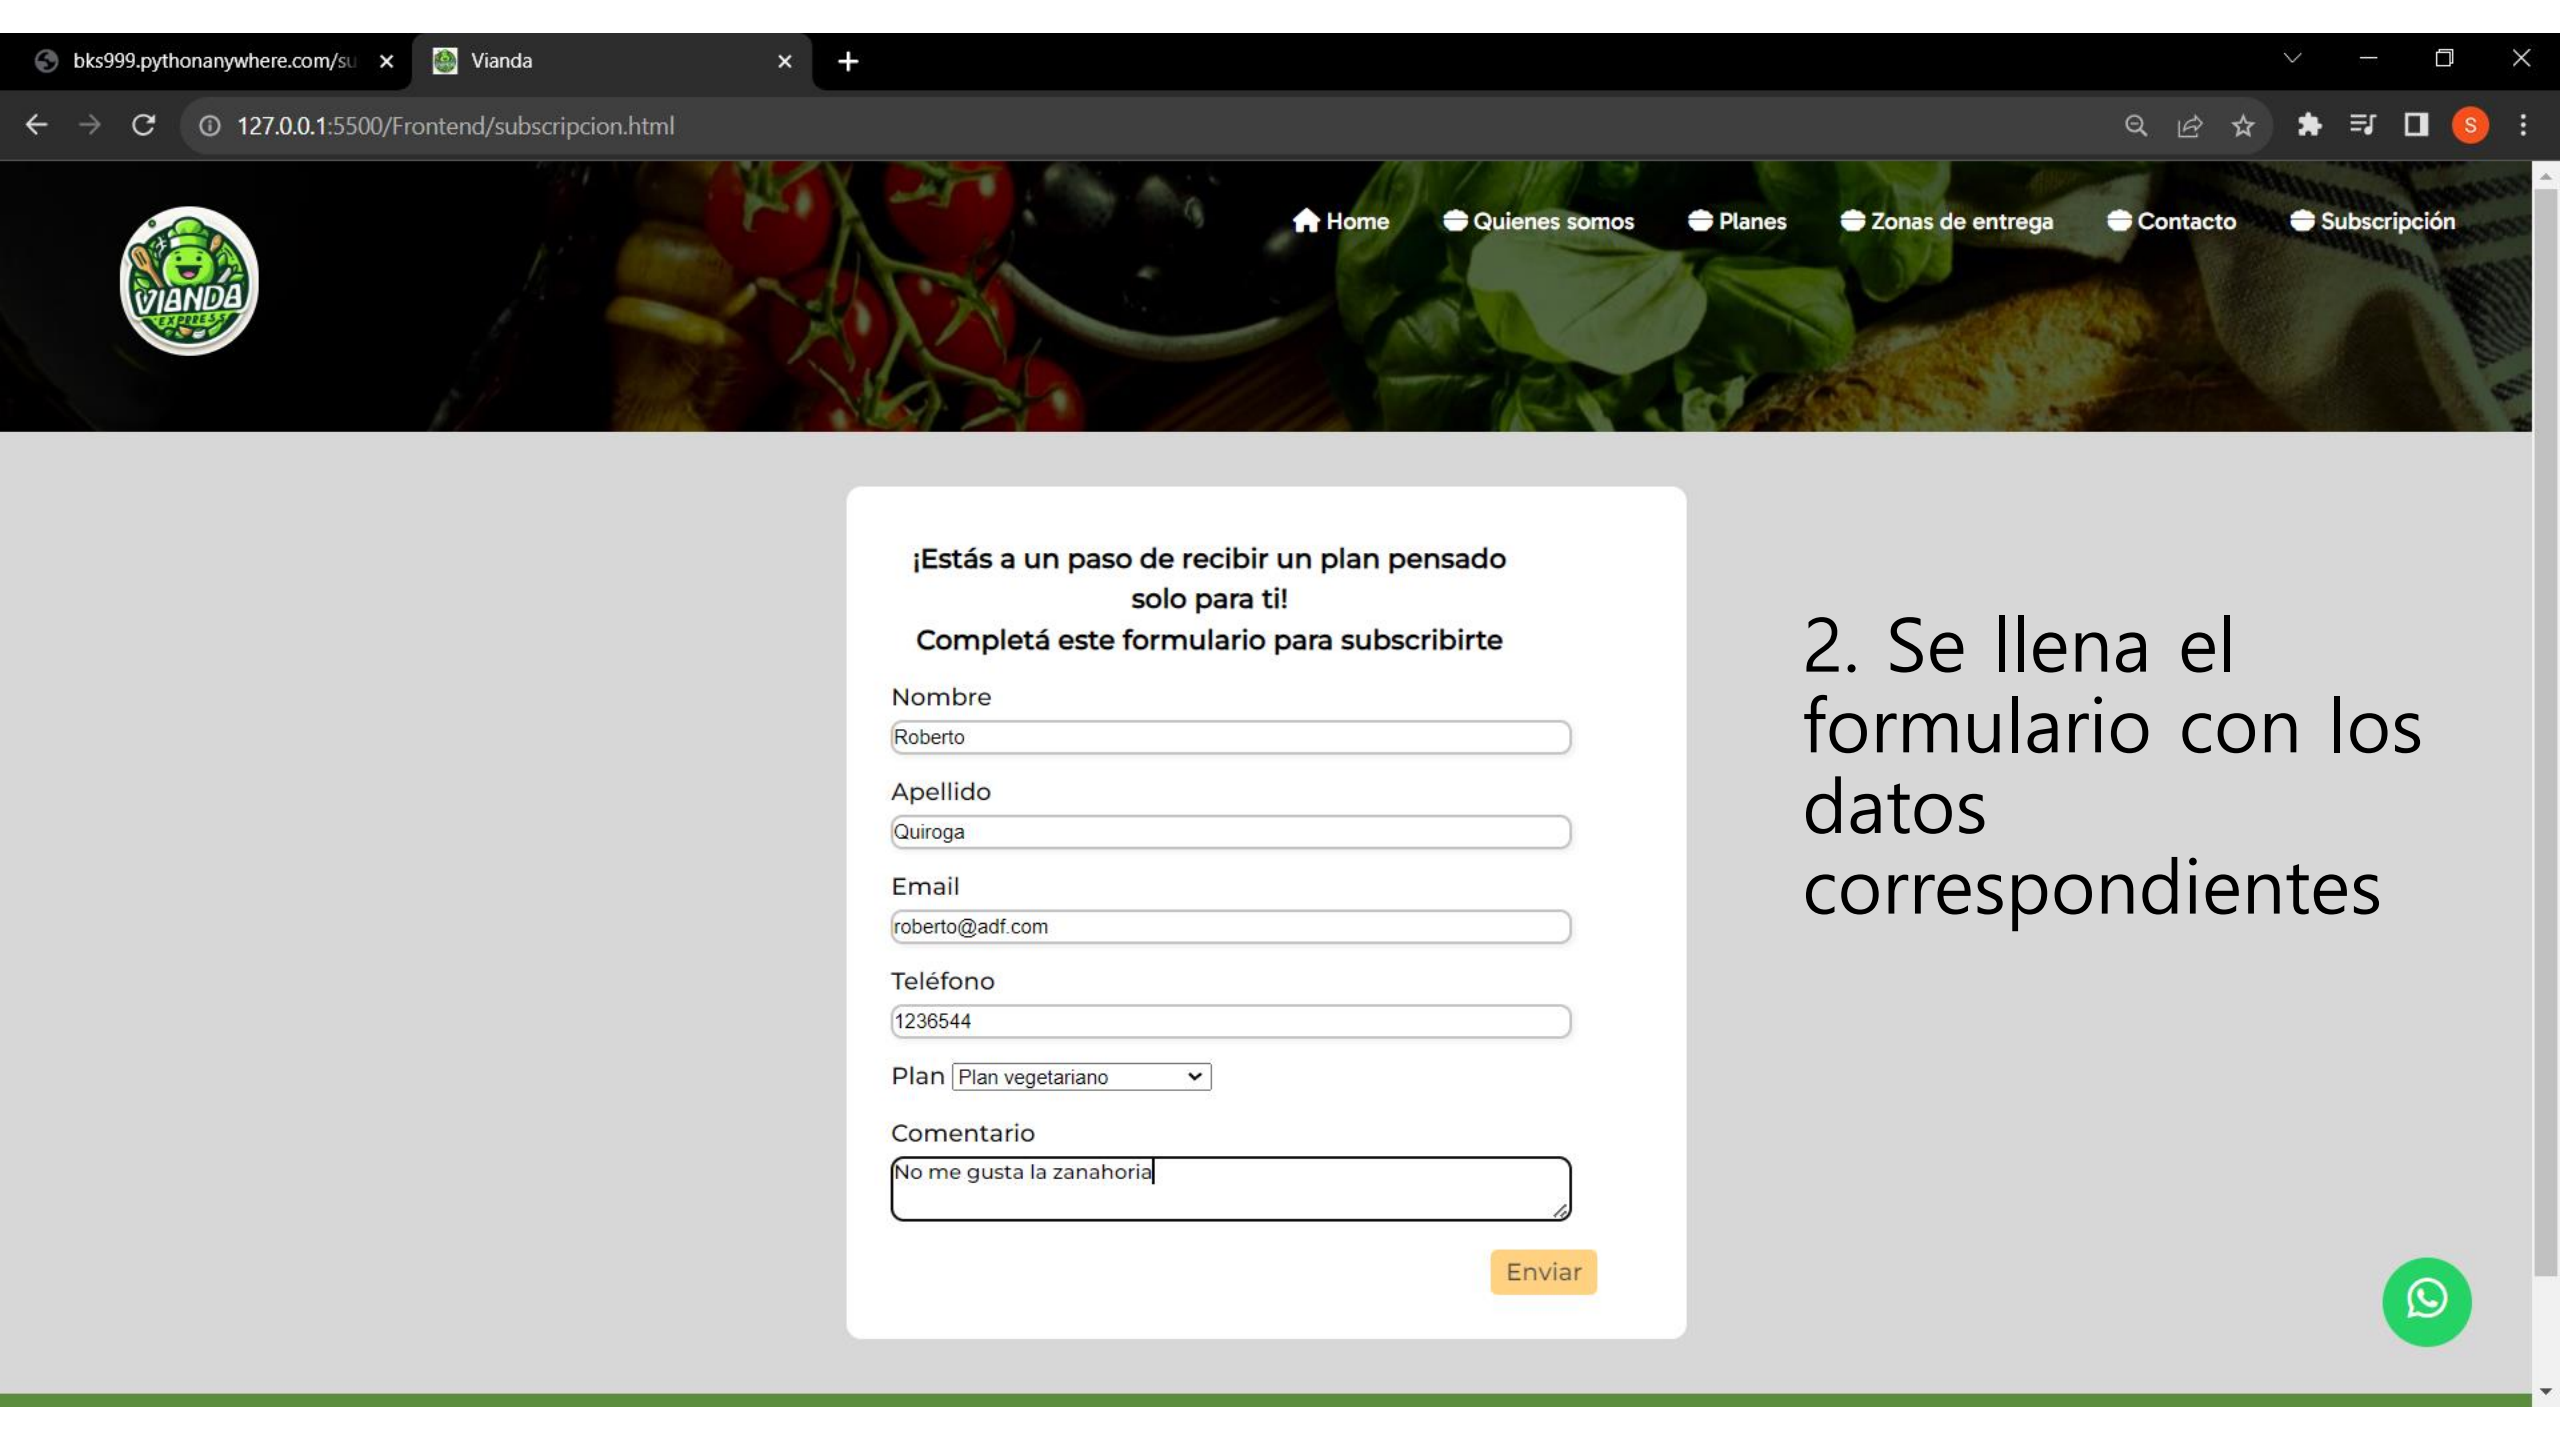 bks999.pythonanywhere.com/su
Vianda
127.0.0.1:5500/Frontend/subscripcion.html
S
VIANDA
EXPRESS
Home Quienes somos Planes Zonas de entrega Contacto Subscripción
¡Estás a un paso de recibir un plan pensado
solo para ti!
Completá este formulario para subscribirte
Nombre
Roberto
Apellido
Quiroga
Email
roberto@adf.com
Teléfono
1236544
Plan Plan vegetariano
Comentario
No me gusta la zanahoria
Enviar
2. Se llena el
formulario con los
datos
correspondientes